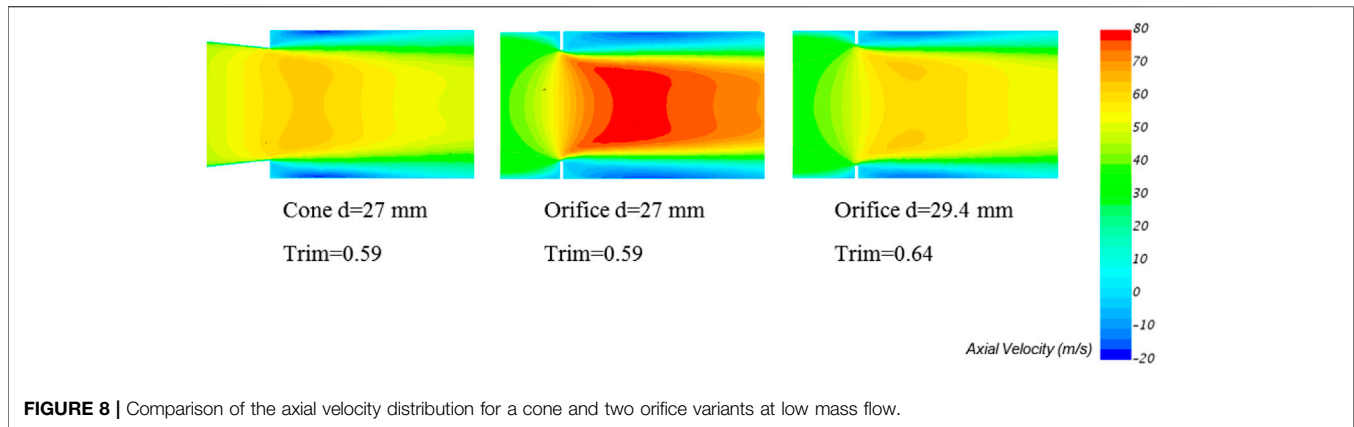 80
70
60
50
40
30
20
10
0
-10
-20
Cone d=27 mm
Trim=0.59
Orifice d=27 mm
Trim=0.59
Orifice d=29.4 mm
Trim=0.64
Axial Velocity (m/s)
FIGURE 8 | Comparison of the axial velocity distribution for a cone and two orifice variants at low mass flow.